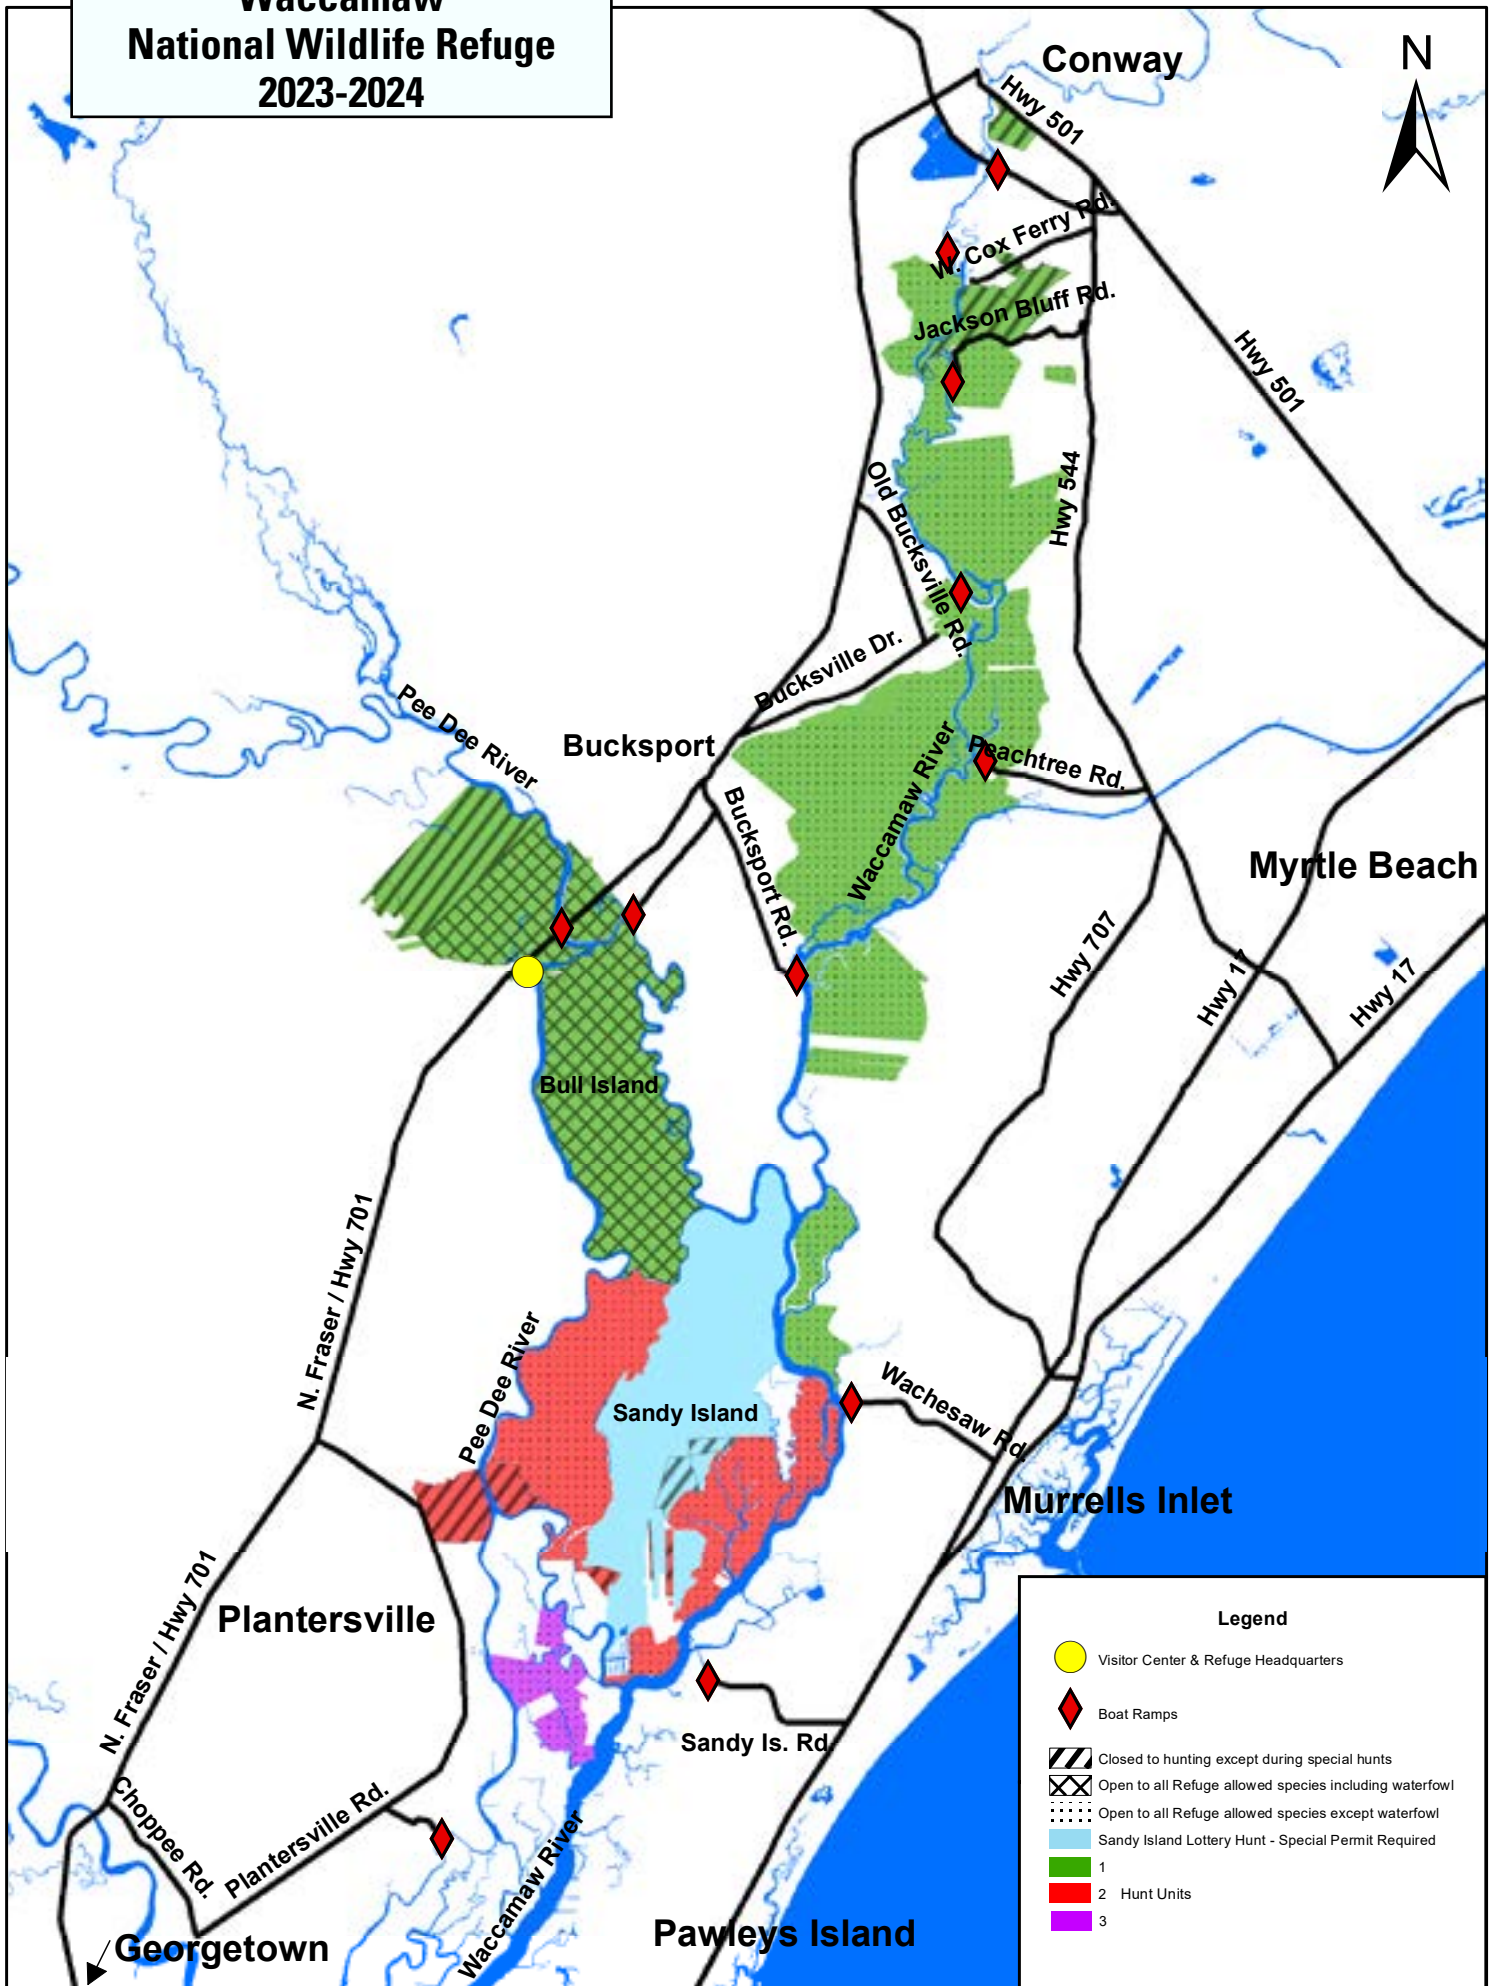 Waccamaw
National Wildlife Refuge
2023-2024
Conway
N
Hwy 501
W. Cox Ferry Rd.
Jackson Bluff Rd.
Hwy 501
Old Bucksville Rd.
Hwy 544
Bucksville Dr.
Pee Dee River
Bucksport
Waccamaw River
Peachtree Rd.
Bucksport Rd.
Myrtle Beach
Hwy 707
Hwy 17
Hwy 17
Bull Island
N. Fraser / Hwy 701
Pee Dee River
Sandy Island
Wachesaw Rd.
Murrells Inlet
N. Fraser / Hwy 701
Plantersville
Sandy Is. Rd.
Choppee Rd.
Plantersville Rd.
Waccamaw River
Georgetown
Pawleys Island
Legend
Visitor Center & Refuge Headquarters
Boat Ramps
Closed to hunting except during special hunts
Open to all Refuge allowed species including waterfowl
Open to all Refuge allowed species except waterfowl
Sandy Island Lottery Hunt - Special Permit Required
1
2 Hunt Units
3